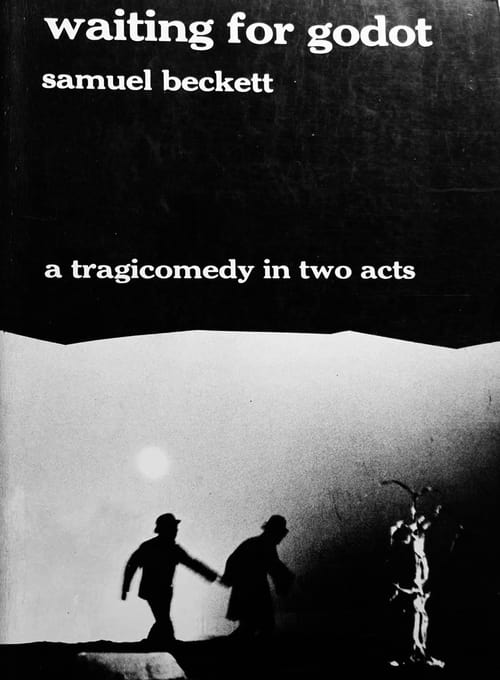 waiting for godot
samuel beckett
a tragicomedy in two acts